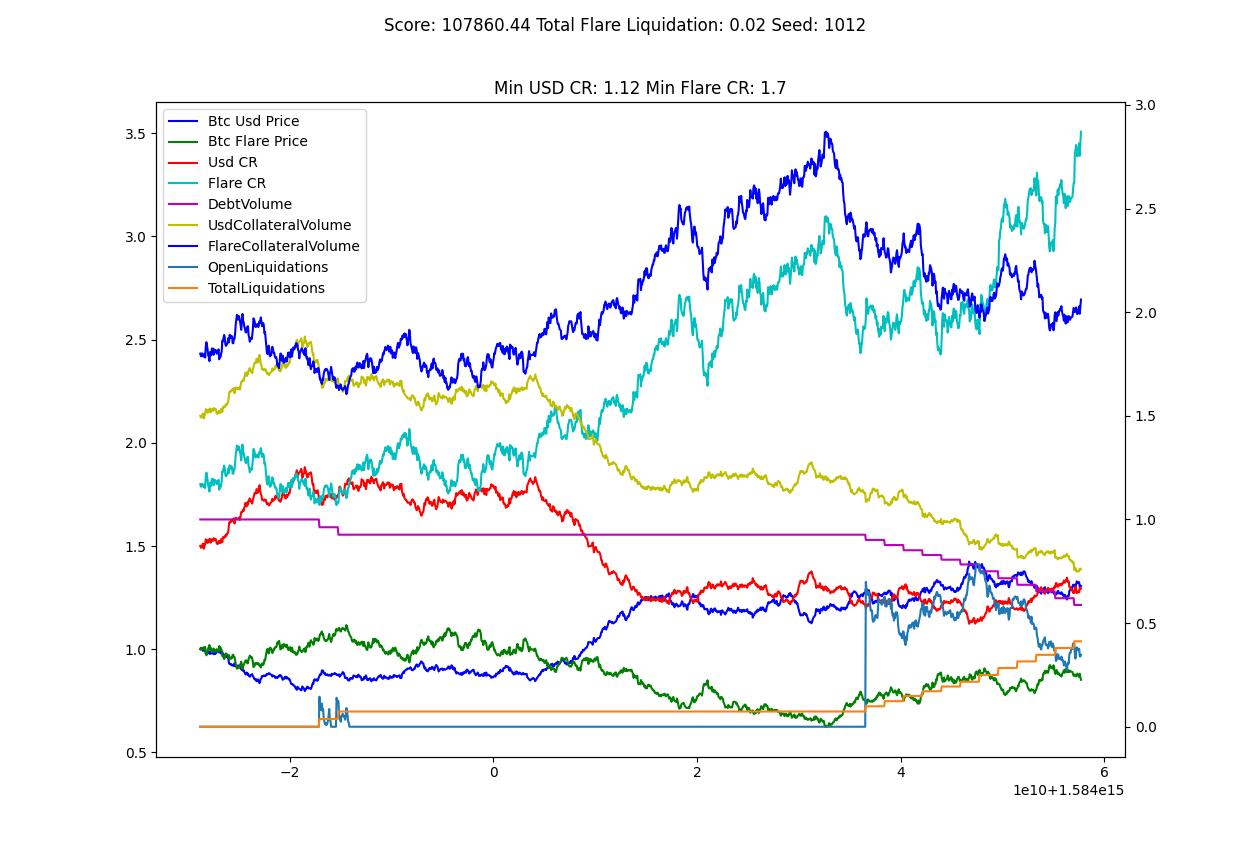 Score: 107860.44 Total Flare Liquidation: 0.02 Seed: 1012
Min USD CR: 1.12 Min Flare CR: 1.7
Btc Usd Price
Btc Flare Price
Usd CR
Flare CR
DebtVolume
UsdCollateralVolume
FlareCollateralVolume
OpenLiquidations
TotalLiquidations
3.5
3.0
2.5
2.0
1.5
1.0
0.5
3.0
2.5
2.0
1.5
1.0
0.5
0.0
−2 0 2 4 6
1e10+1.584e15